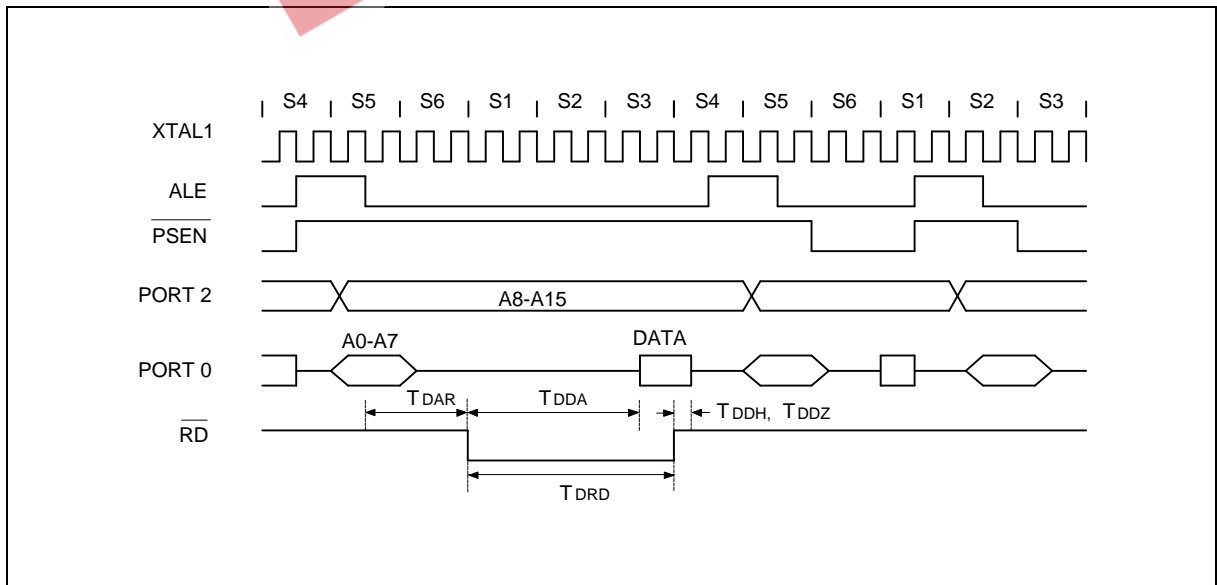 S4 S5 S6 S1 S2 S3 S4 S5 S6 S1 S2 S3
XTAL1
ALE
PSEN
PORT 2
A8-A15
A0-A7 DATA
PORT 0
TDAR TDDA TDDH, TDDZ
RD
TDRD